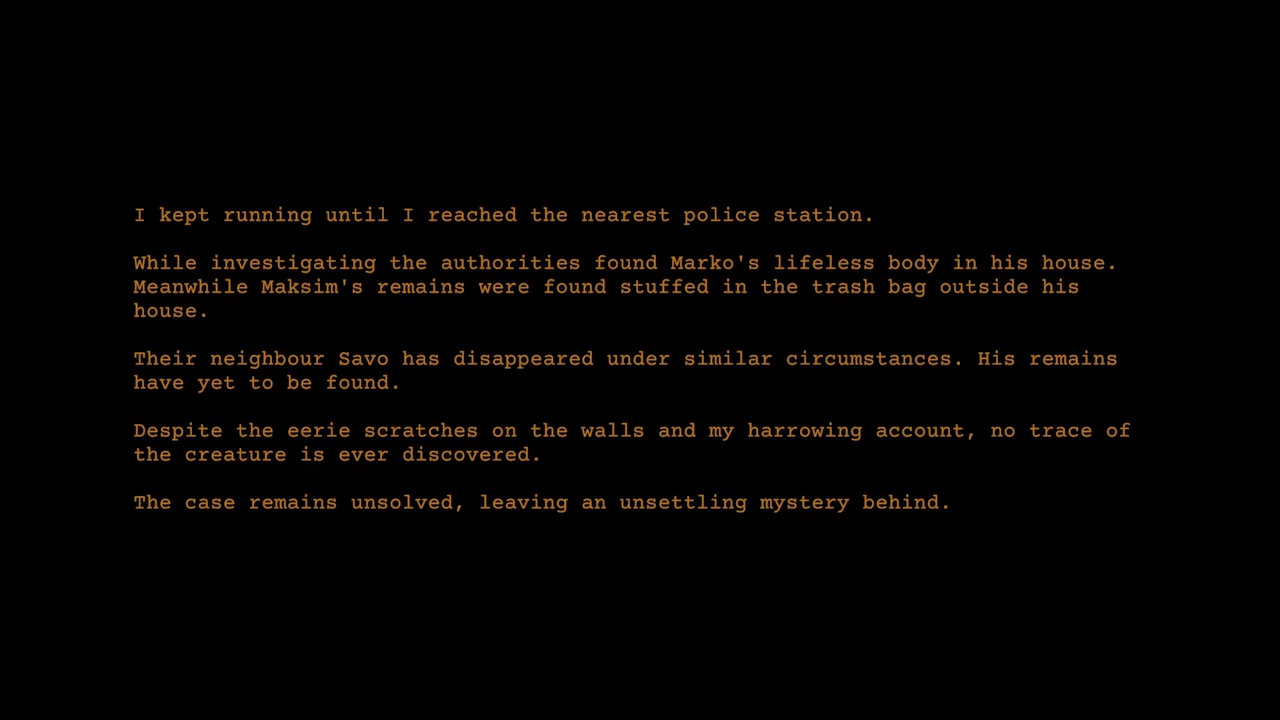 I kept running until I reached the nearest police station.
While investigating the authorities found Marko's lifeless body in his house.
Meanwhile Maksim's remains were found stuffed in the trash bag outside his
house.
Their neighbour Savo has disappeared under similar circumstances. His remains
have yet to be found.
Despite the eerie scratches on the walls and my harrowing account, no trace of
the creature is ever discovered.
The case remains unsolved, leaving an unsettling mystery behind.